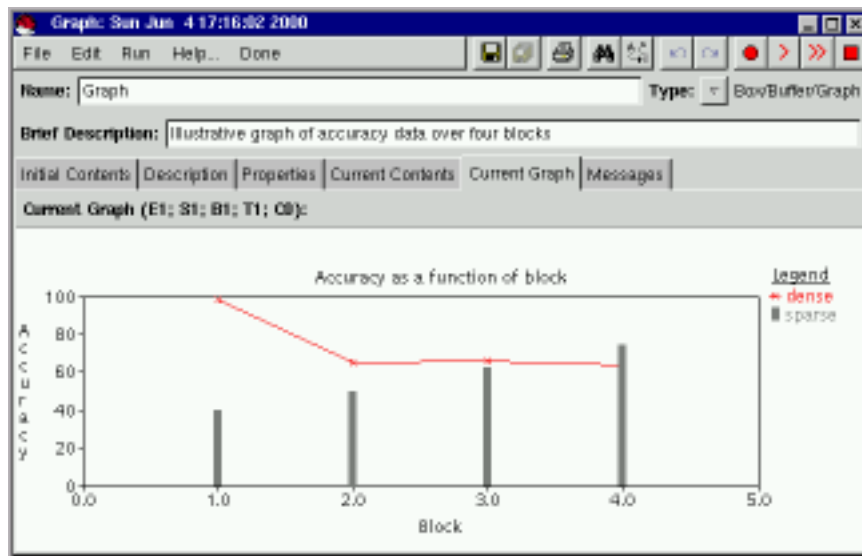 Graph: Sun Jun 4 17:16:02 2000
File Edit Run Help... Done
Name: Graph Type: Box/Buffer/Graph
Brief Description: Illustrative graph of accuracy data over four blocks
Initial Contents Description Properties Current Contents Current Graph Messages
Current Graph (E1; S1; B1; T1; C0):
Accuracy as a function of block
Legend
dense
sparse
Accuracy
100
80
60
40
20
0
0.0 1.0 2.0 3.0 4.0 5.0
Block